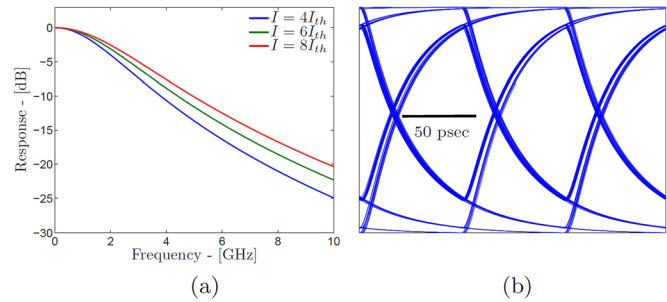 I = 4I_th
I = 6I_th
I = 8I_th
Response - [dB]
0
−5
−10
−15
−20
−25
−30
0
2
4
6
8
10
Frequency - [GHz]
50 psec
(a)
(b)